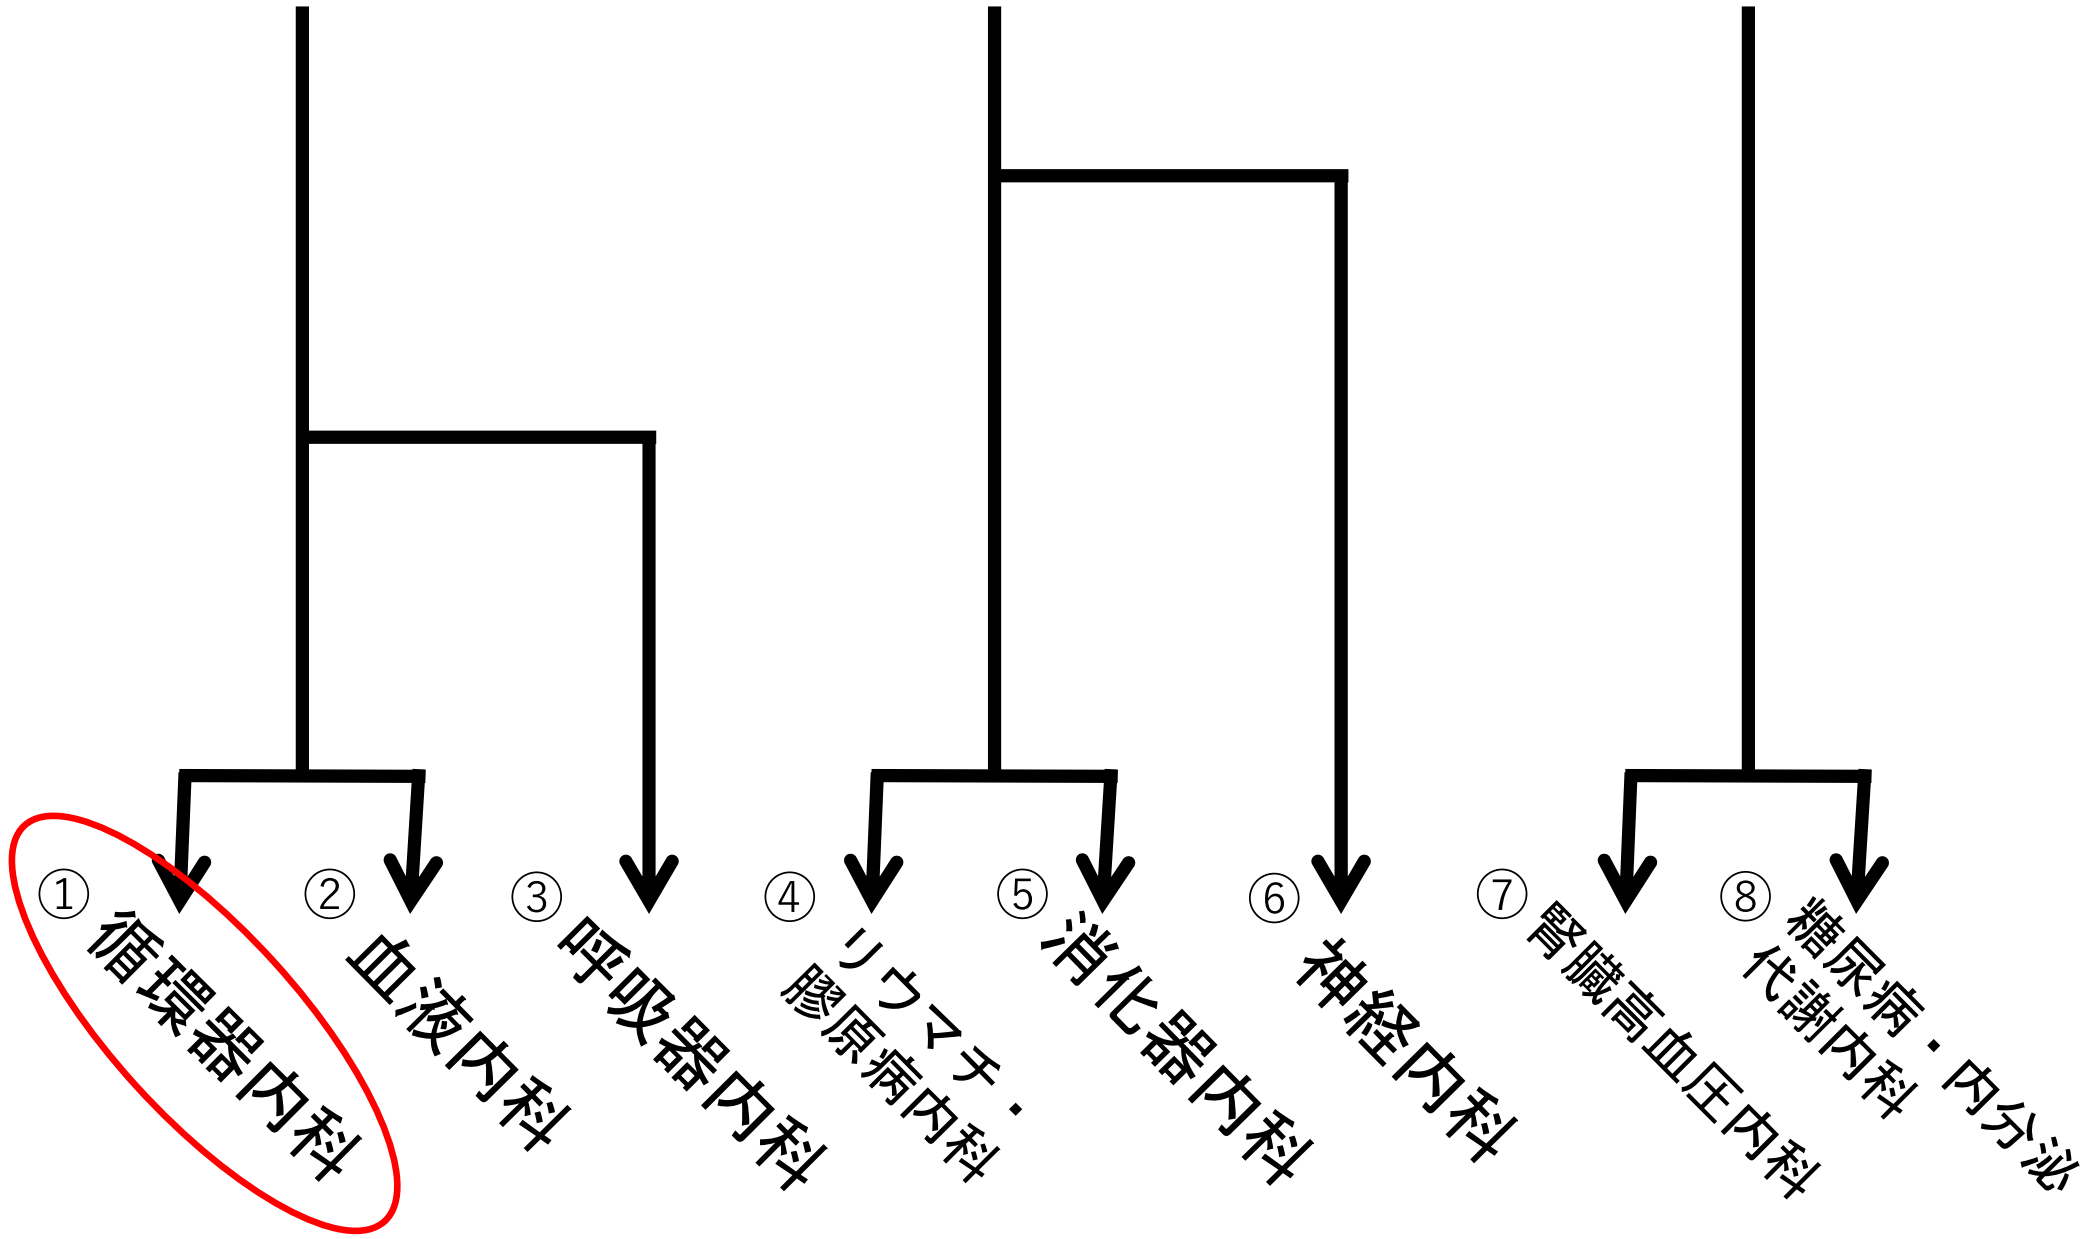 ①
循環器内科
②
血液内科
③
呼吸器内科
④
リウマチ・
膠原病内科
⑤
消化器内科
⑥
神経内科
⑦
腎臓高血圧内科
⑧
糖尿病・内分泌
代謝内科